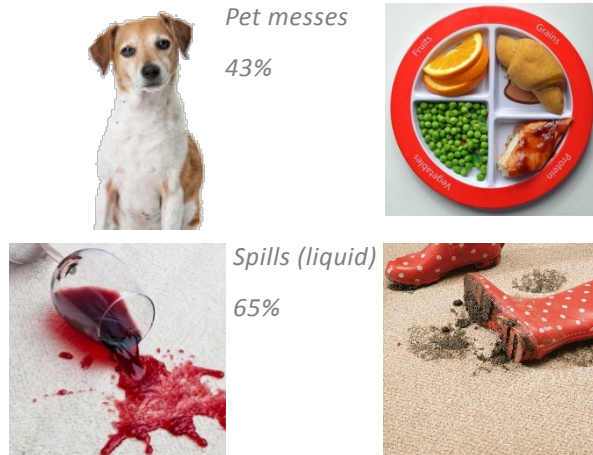 Pet messes
43%
Fruits
Grains
Vegetables
Protein
Spills (liquid)
65%